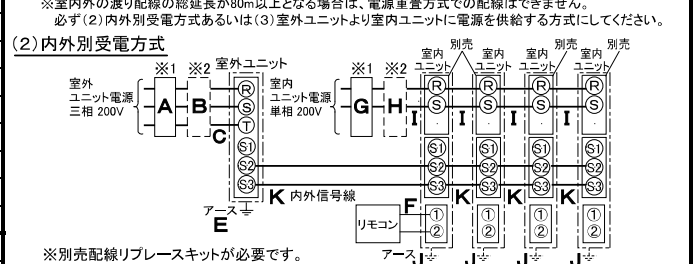 ※室内外の渡り配線の総延長が80m以上となる場合は、電源重畳方式での配線はできません。
必ず(2)内外別受電方式あるいは(3)室外ユニットより室内ユニットに電源を供給する方式にしてください。
(2)内外別受電方式
別売 別売
※1 ※2 室外ユニット ※1 ※2 室内ユニット 室内ユニット 室内ユニット 室内ユニット
室外
ユニット電源
三相 200V
A B C
R
S
T
S1
S2
S3
室内
ユニット電源
単相 200V
G H
R R R R
S S S S
I I I I
S1 S1 S1 S1
S2 S2 S2 S2
S3 S3 S3 S3
K 内外信号線 K K K
アース
E
F
リモコン
① ① ① ①
② ② ② ②
※別売配線リプレースキットが必要です。
アース J J J J